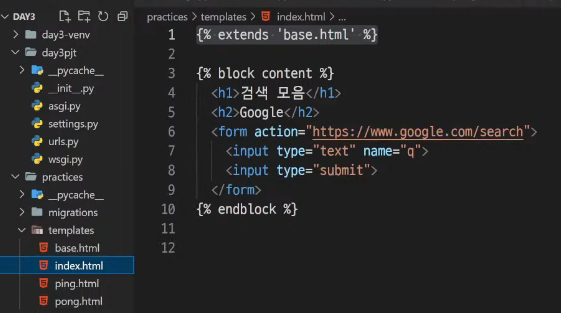 DAY3
day3-venv
day3pjt
__pycache__
__init__.py
asgi.py
settings.py
urls.py
wsgi.py
practices
__pycache__
migrations
templates
base.html
index.html
ping.html
pong.html
practices > templates > index.html > ...
1 {% extends 'base.html' %}
2
3 {% block content %}
4 <h1>검색 모음</h1>
5 <h2>Google</h2>
6 <form action="https://www.google.com/search">
7 <input type="text" name="q">
8 <input type="submit">
9 </form>
10 {% endblock %}
11
12